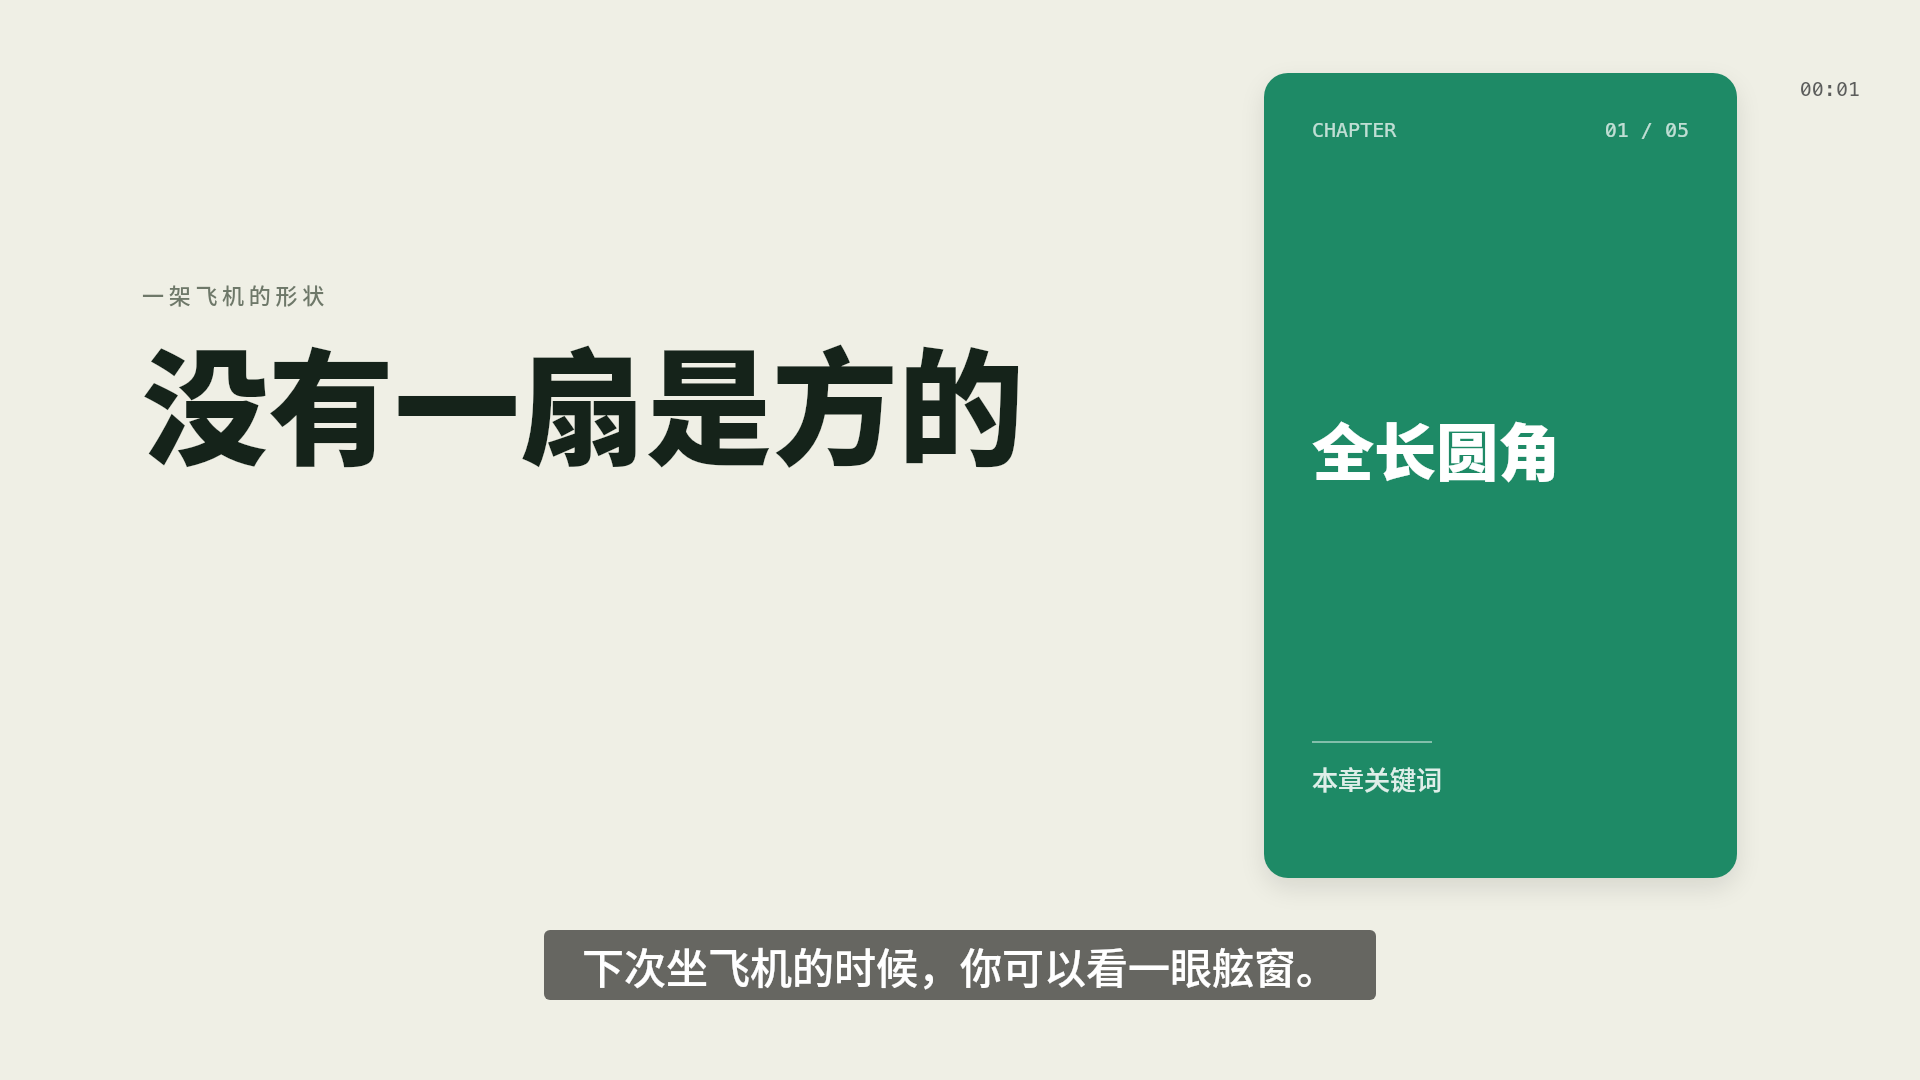 一架飞机的形状
没有一扇是方的
00:01
CHAPTER
01 / 05
全长圆角
本章关键词
下次坐飞机的时候，你可以看一眼舷窗。